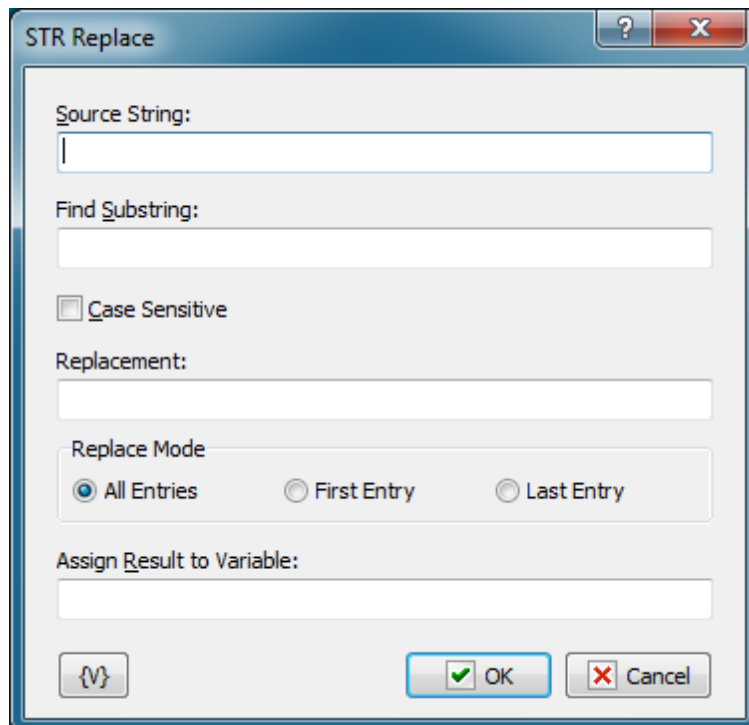 STR Replace
?
Source String:
Find Substring:
Case Sensitive
Replacement:
Replace Mode
All Entries First Entry Last Entry
Assign Result to Variable:
{V} OK Cancel